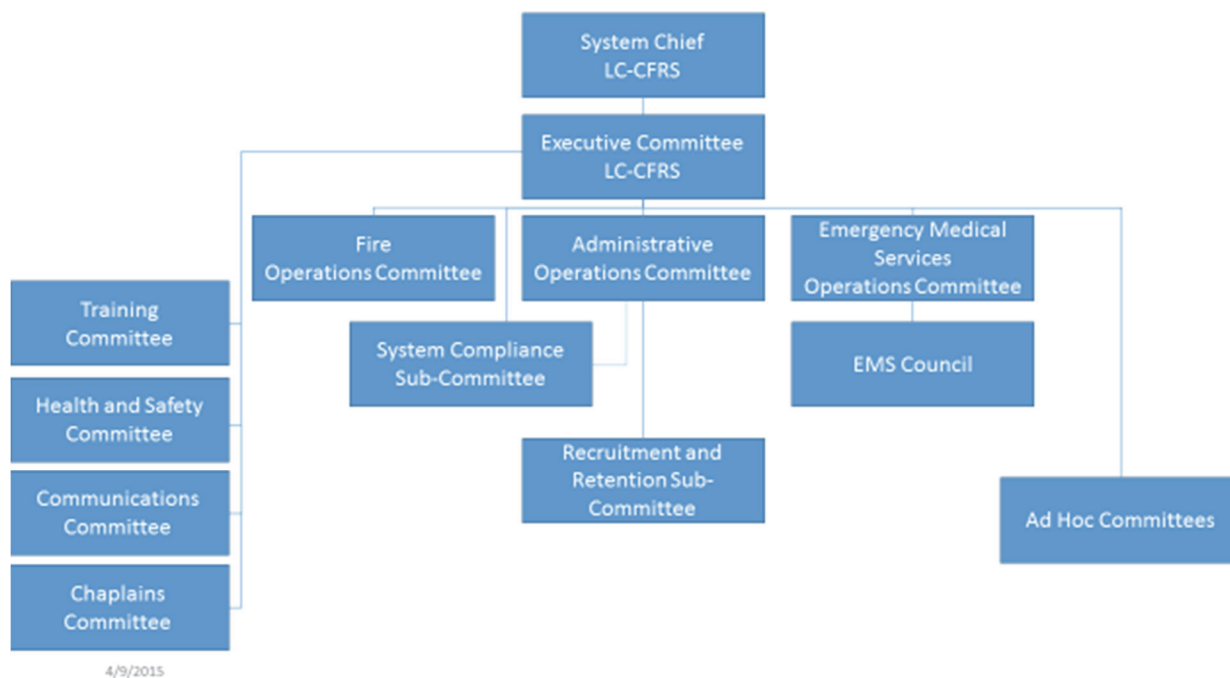 System Chief
LC-CFRS
Executive Committee
LC-CFRS
Fire
Operations Committee
Administrative
Operations Committee
Emergency Medical
Services
Operations Committee
Training
Committee
System Compliance
Sub-Committee
EMS Council
Health and Safety
Committee
Recruitment and
Retention Sub-
Committee
Communications
Committee
Ad Hoc Committees
Chaplains
Committee
4/9/2015